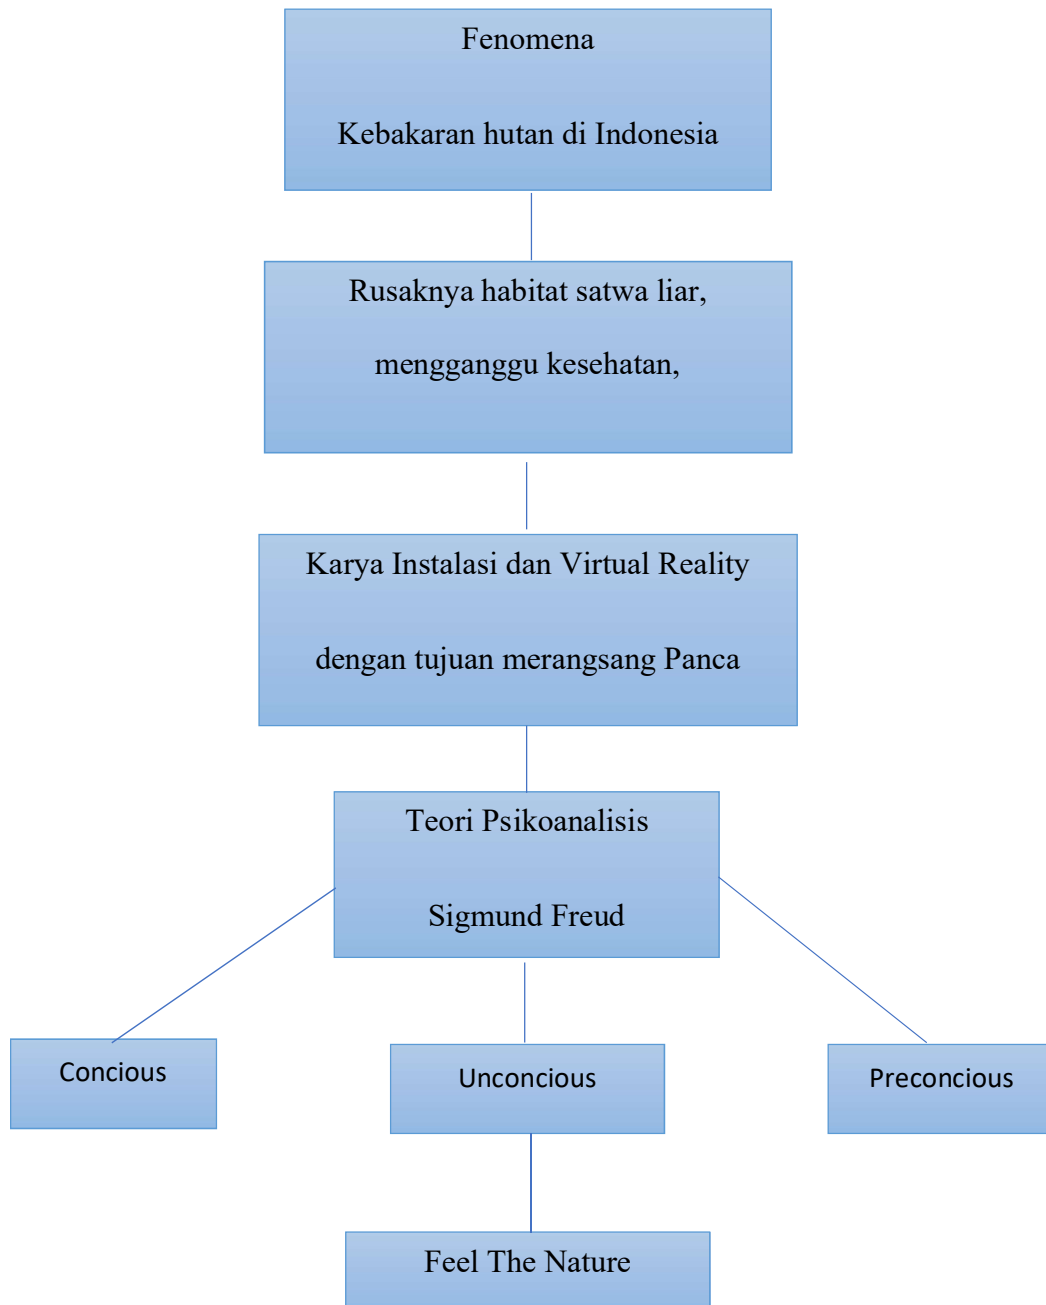 Fenomena
Kebakaran hutan di Indonesia
Rusaknya habitat satwa liar,
mengganggu kesehatan,
Karya Instalasi dan Virtual Reality
dengan tujuan merangsang Panca
Teori Psikoanalisis
Sigmund Freud
Concious
Unconcious
Preconcious
Feel The Nature